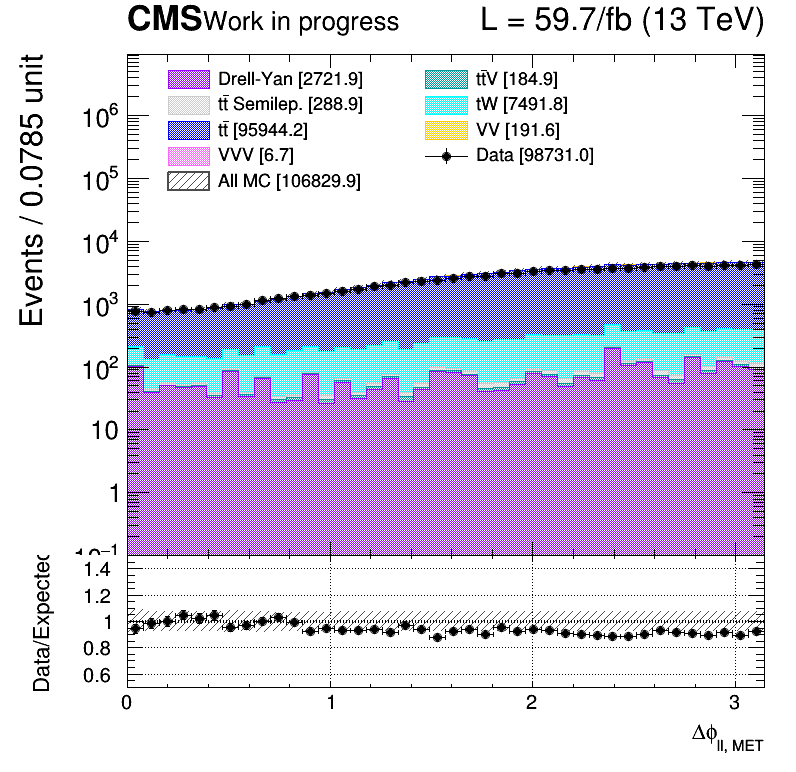 CMS Work in progress L = 59.7/fb (13 TeV)
Events / 0.0785 unit
Drell-Yan [2721.9]
tt̄ Semilep. [288.9]
tt̄ [95944.2]
VVV [6.7]
All MC [106829.9]
tt̄V [184.9]
tW [7491.8]
VV [191.6]
Data [98731.0]
10⁶
10⁵
10⁴
10³
10²
10
1
10⁻¹
Data/Expected
1.4
1.2
1
0.8
0.6
0 1 2 3
Δϕll, MET